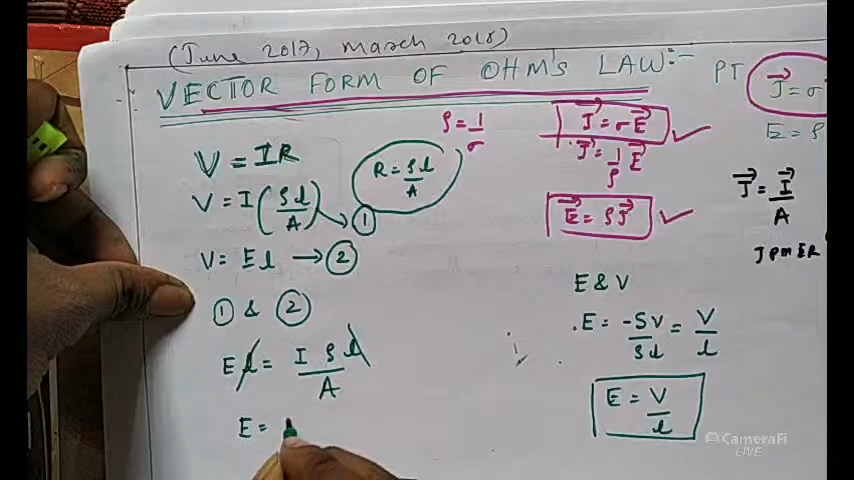 (June 2017, March 2018)
VECTOR FORM OF OHM'S LAW:-
PT J⃗ = σ
E = ρ
V = IR
R = ρl/A
V = I(ρl/A) → ①
V = El → ②
① & ②
El = Iρl/A
E =
ρ = 1/σ
J⃗ = σE⃗
J⃗ = 1/ρ E⃗
E⃗ = ρJ⃗
J⃗ = I⃗/A
JPMER
E & V
E = -δV/δl = V/l
E = V/l
CameraFi
LIVE